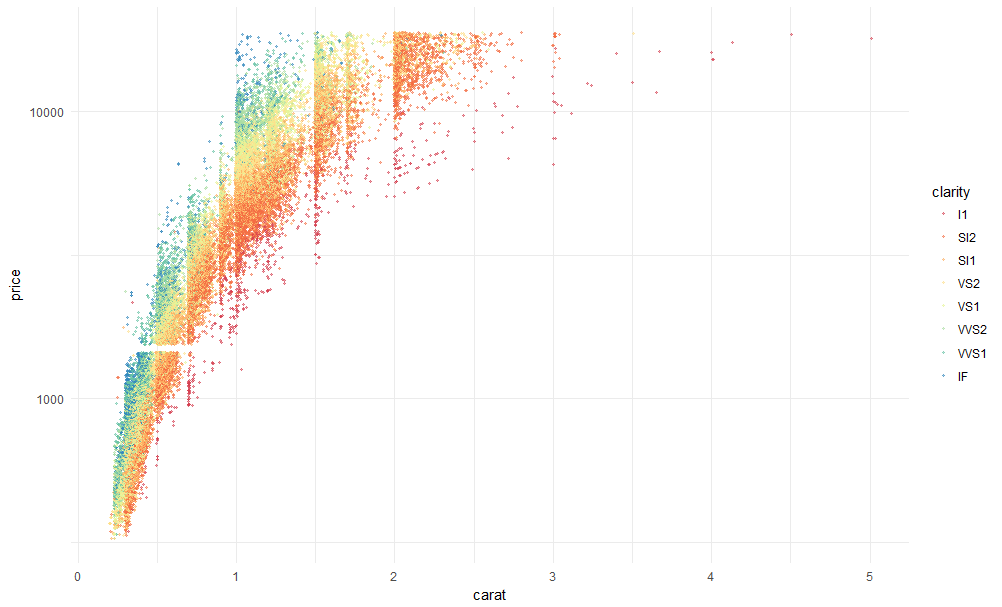 10000
1000
price
0 1 2 3 4 5
carat
clarity
I1
SI2
SI1
VS2
VS1
VVS2
VVS1
IF